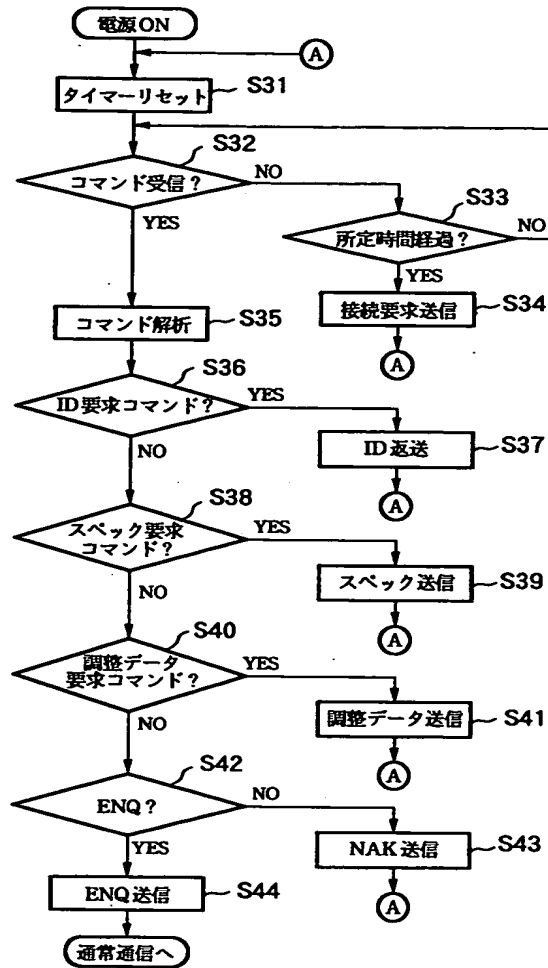 電源ON
A
タイマーリセット
S31
S32
コマンド受信？
NO
YES
S33
所定時間経過？
NO
YES
接続要求送信
S34
A
コマンド解析
S35
S36
ID要求コマンド？
YES
NO
ID返送
S37
A
S38
スペック要求
コマンド？
YES
NO
スペック送信
S39
A
S40
調整データ
要求コマンド？
YES
NO
調整データ送信
S41
A
S42
ENQ？
NO
YES
NAK送信
S43
A
ENQ送信
S44
通常通信へ